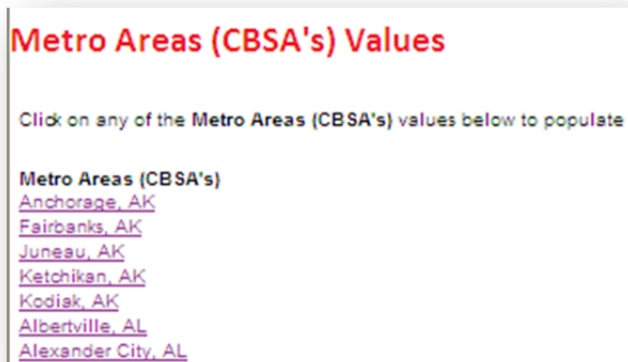 Metro Areas (CBSA's) Values
Click on any of the Metro Areas (CBSA's) values below to populate
Metro Areas (CBSA's)
Anchorage, AK
Fairbanks, AK
Juneau, AK
Ketchikan, AK
Kodiak, AK
Albertville, AL
Alexander City, AL